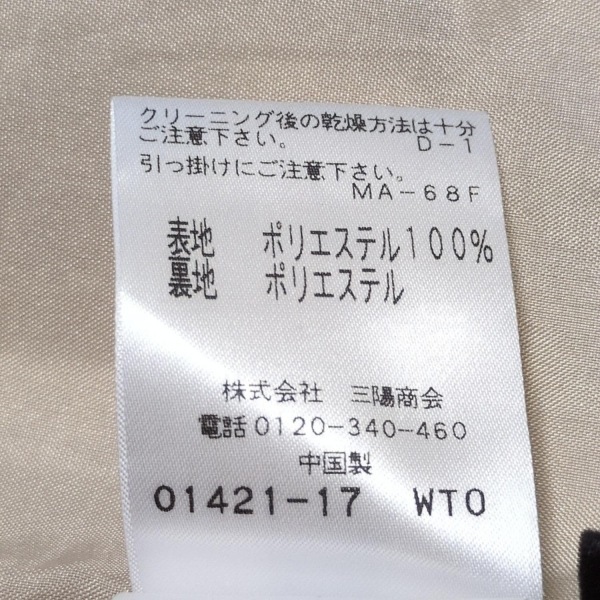 クリーニング後の乾燥方法は十分
ご注意下さい。 D-1
引っ掛けにご注意下さい。
MA-68F
表地 ポリエステル100%
裏地 ポリエステル
株式会社 三陽商会
電話0120-340-460
中国製
01421-17 WTO